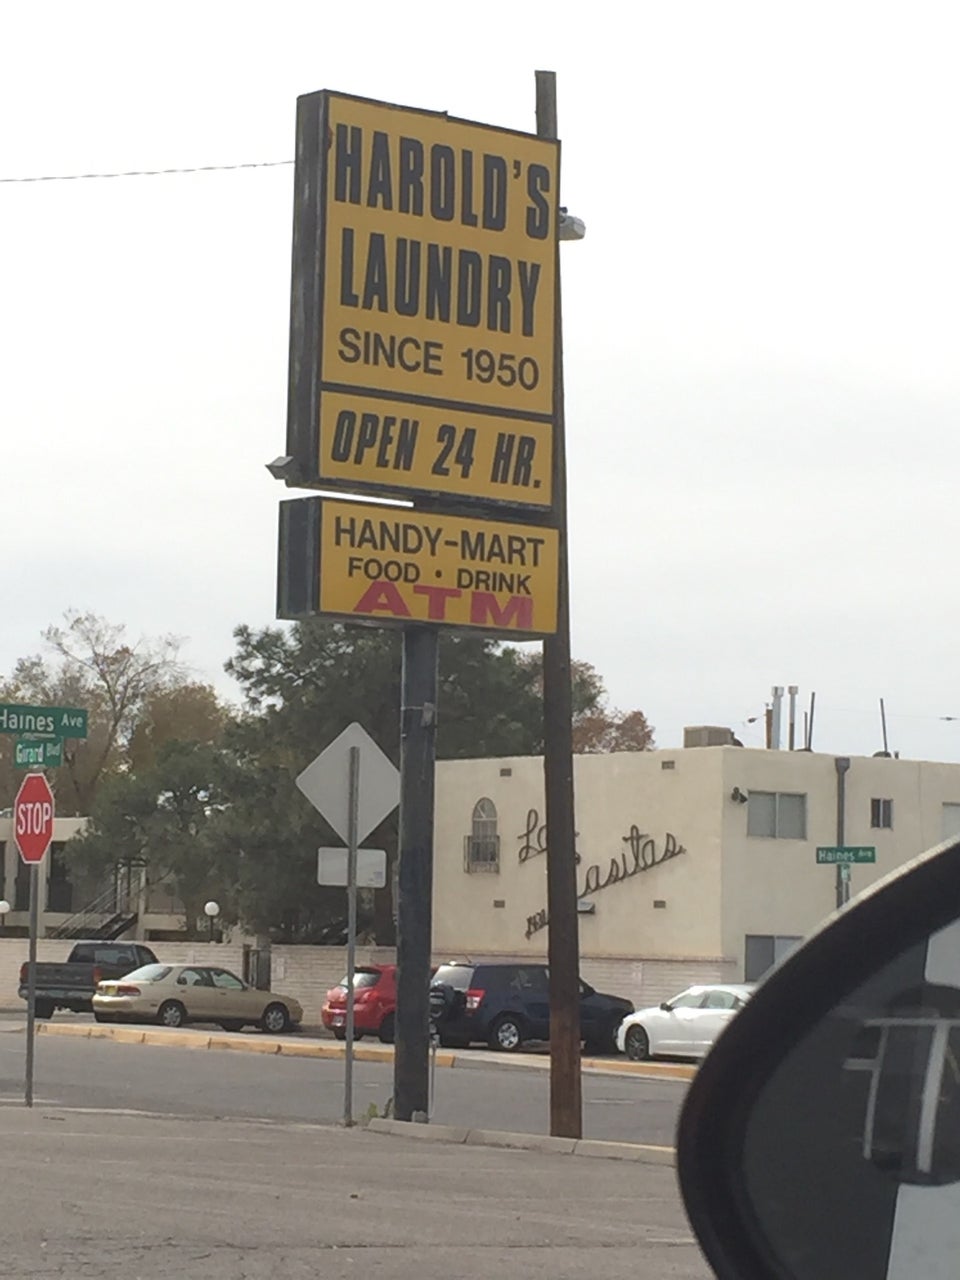 HAROLD'S
LAUNDRY
SINCE 1950
OPEN 24 HR.
HANDY-MART
FOOD • DRINK
ATM
Haines Ave
Girard Blvd
STOP
Casitas
Haines Ave